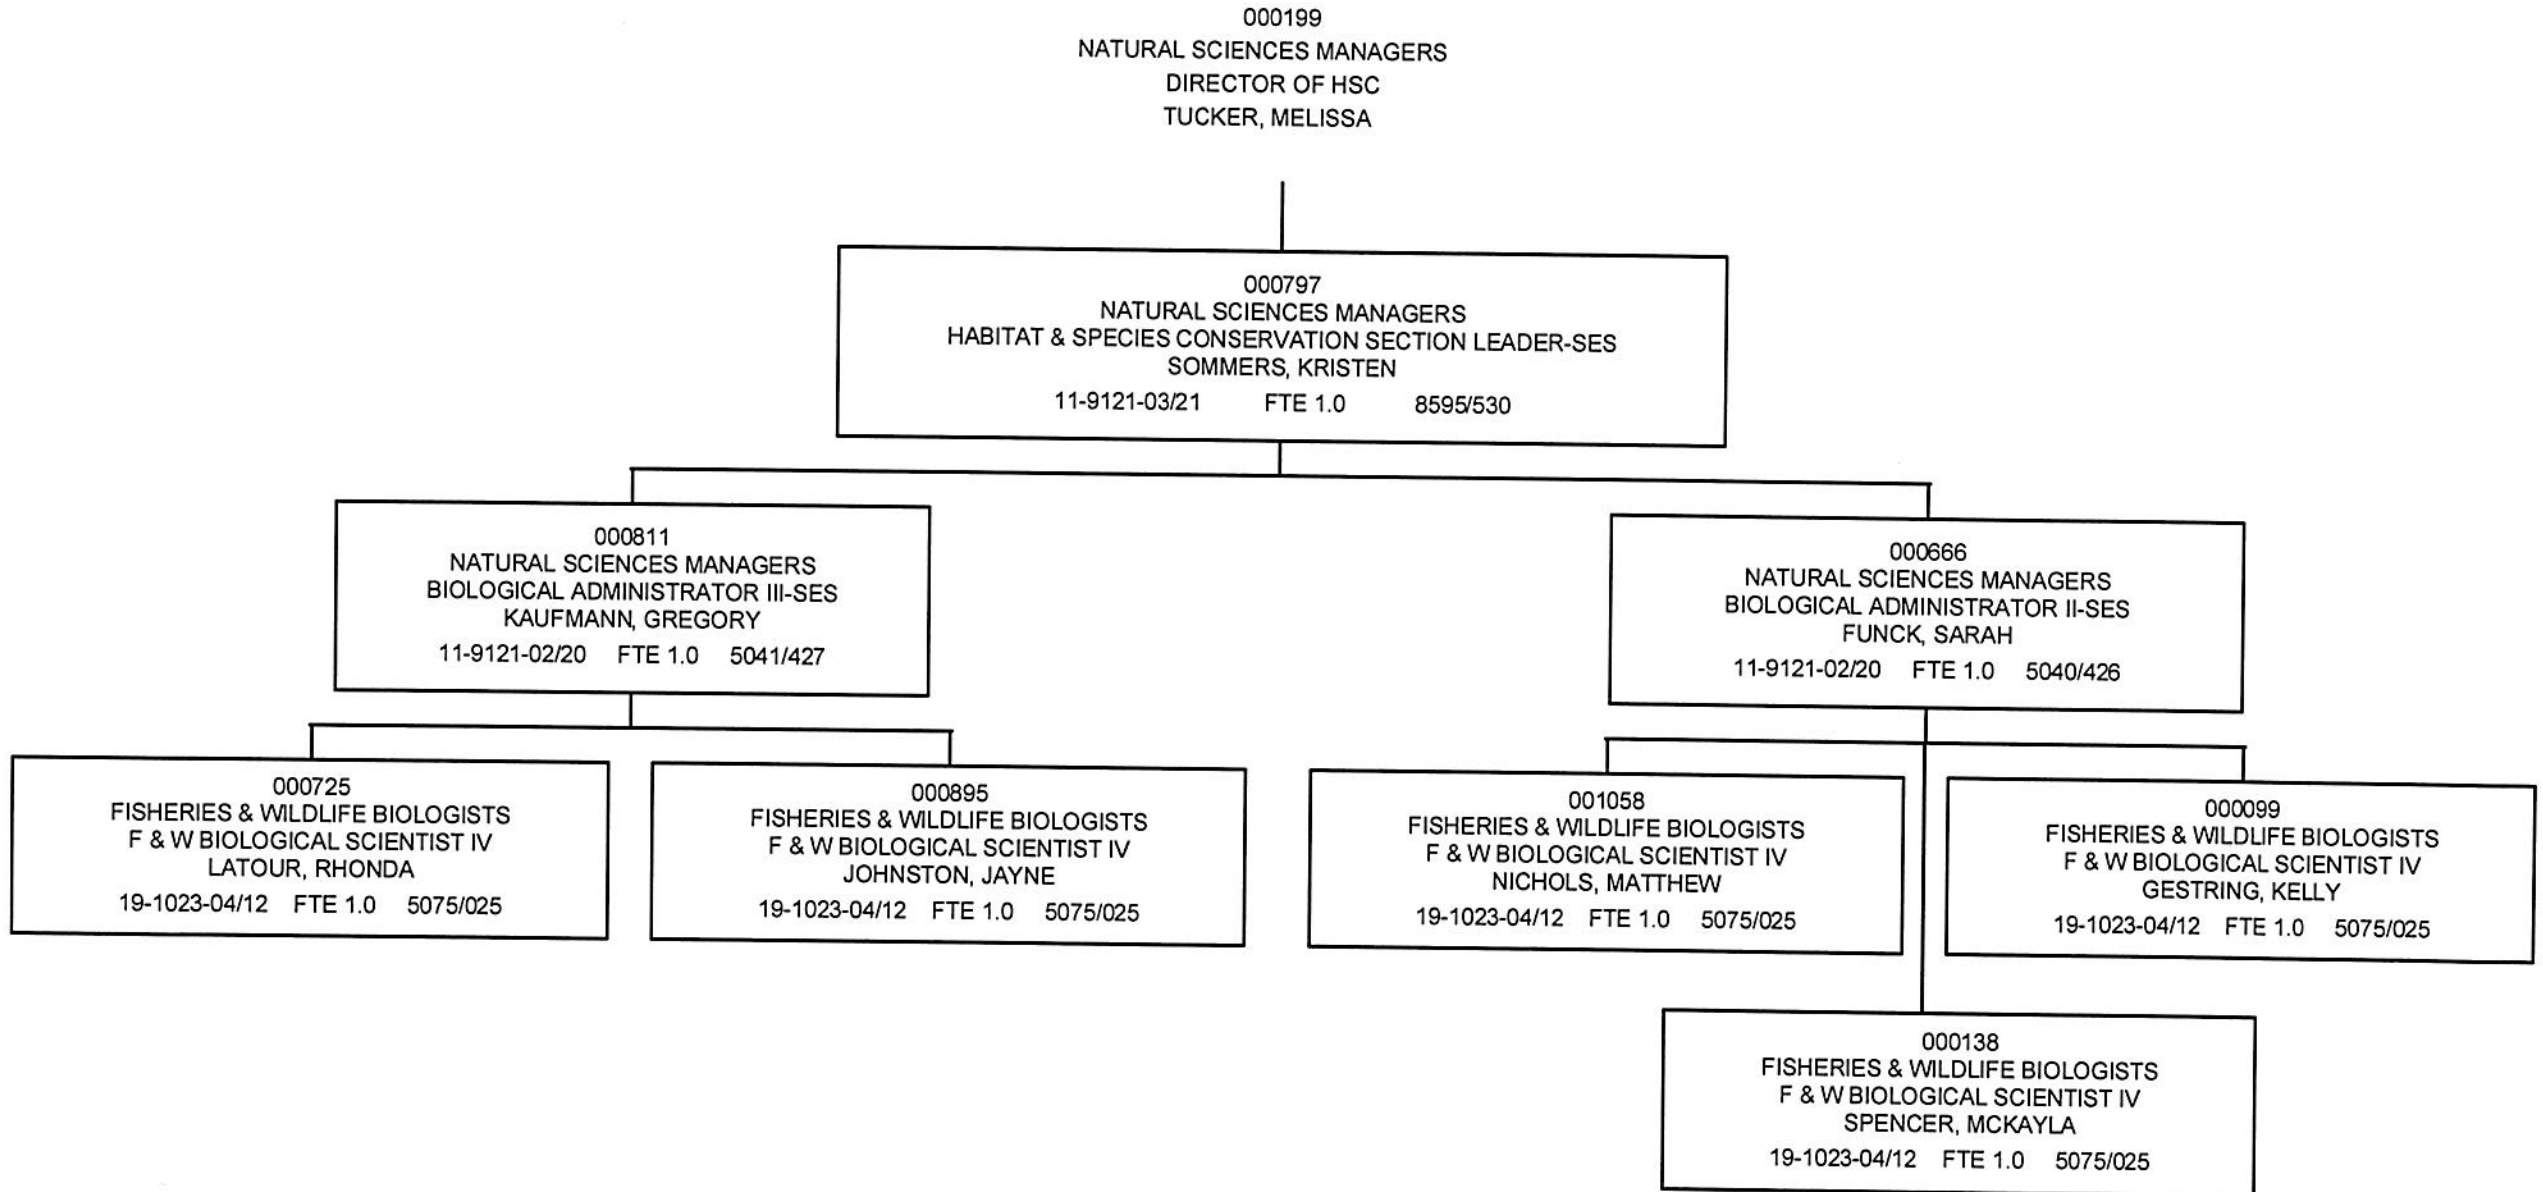 000199
NATURAL SCIENCES MANAGERS
DIRECTOR OF HSC
TUCKER, MELISSA
000797
NATURAL SCIENCES MANAGERS
HABITAT & SPECIES CONSERVATION SECTION LEADER-SES
SOMMERS, KRISTEN
11-9121-03/21 FTE 1.0 8595/530
000811
NATURAL SCIENCES MANAGERS
BIOLOGICAL ADMINISTRATOR III-SES
KAUFMANN, GREGORY
11-9121-02/20 FTE 1.0 5041/427
000666
NATURAL SCIENCES MANAGERS
BIOLOGICAL ADMINISTRATOR II-SES
FUNCK, SARAH
11-9121-02/20 FTE 1.0 5040/426
000725
FISHERIES & WILDLIFE BIOLOGISTS
F & W BIOLOGICAL SCIENTIST IV
LATOUR, RHONDA
19-1023-04/12 FTE 1.0 5075/025
000895
FISHERIES & WILDLIFE BIOLOGISTS
F & W BIOLOGICAL SCIENTIST IV
JOHNSTON, JAYNE
19-1023-04/12 FTE 1.0 5075/025
001058
FISHERIES & WILDLIFE BIOLOGISTS
F & W BIOLOGICAL SCIENTIST IV
NICHOLS, MATTHEW
19-1023-04/12 FTE 1.0 5075/025
000099
FISHERIES & WILDLIFE BIOLOGISTS
F & W BIOLOGICAL SCIENTIST IV
GESTRING, KELLY
19-1023-04/12 FTE 1.0 5075/025
000138
FISHERIES & WILDLIFE BIOLOGISTS
F & W BIOLOGICAL SCIENTIST IV
SPENCER, MCKAYLA
19-1023-04/12 FTE 1.0 5075/025